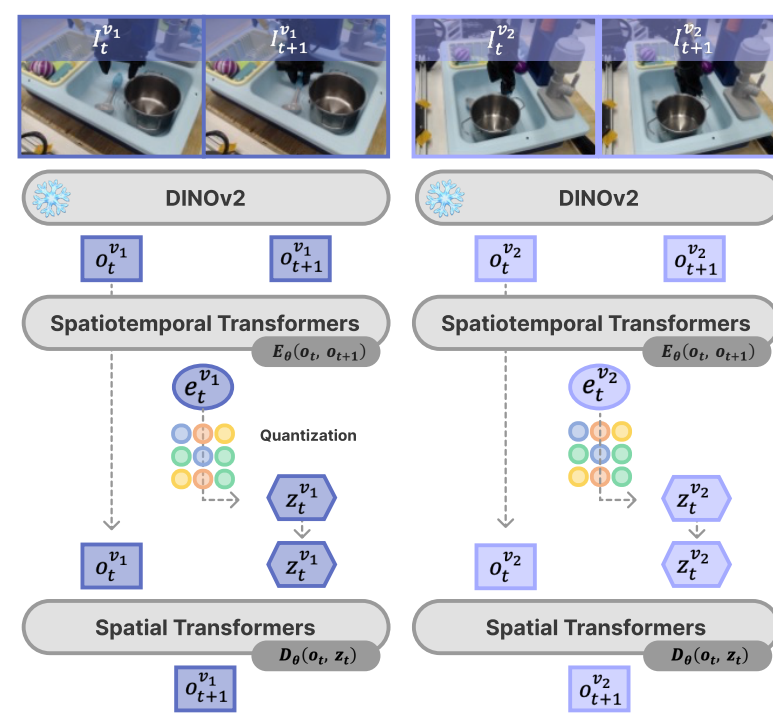 I_t^{v_1} I_{t+1}^{v_1} I_t^{v_2} I_{t+1}^{v_2}
DINOv2 DINOv2
o_t^{v_1} o_{t+1}^{v_1} o_t^{v_2} o_{t+1}^{v_2}
Spatiotemporal Transformers Spatiotemporal Transformers
E_θ(o_t, o_{t+1}) E_θ(o_t, o_{t+1})
e_t^{v_1} e_t^{v_2}
Quantization
z_t^{v_1} z_t^{v_2}
o_t^{v_1} z_t^{v_1} o_t^{v_2} z_t^{v_2}
Spatial Transformers Spatial Transformers
D_θ(o_t, z_t) D_θ(o_t, z_t)
o_{t+1}^{v_1} o_{t+1}^{v_2}